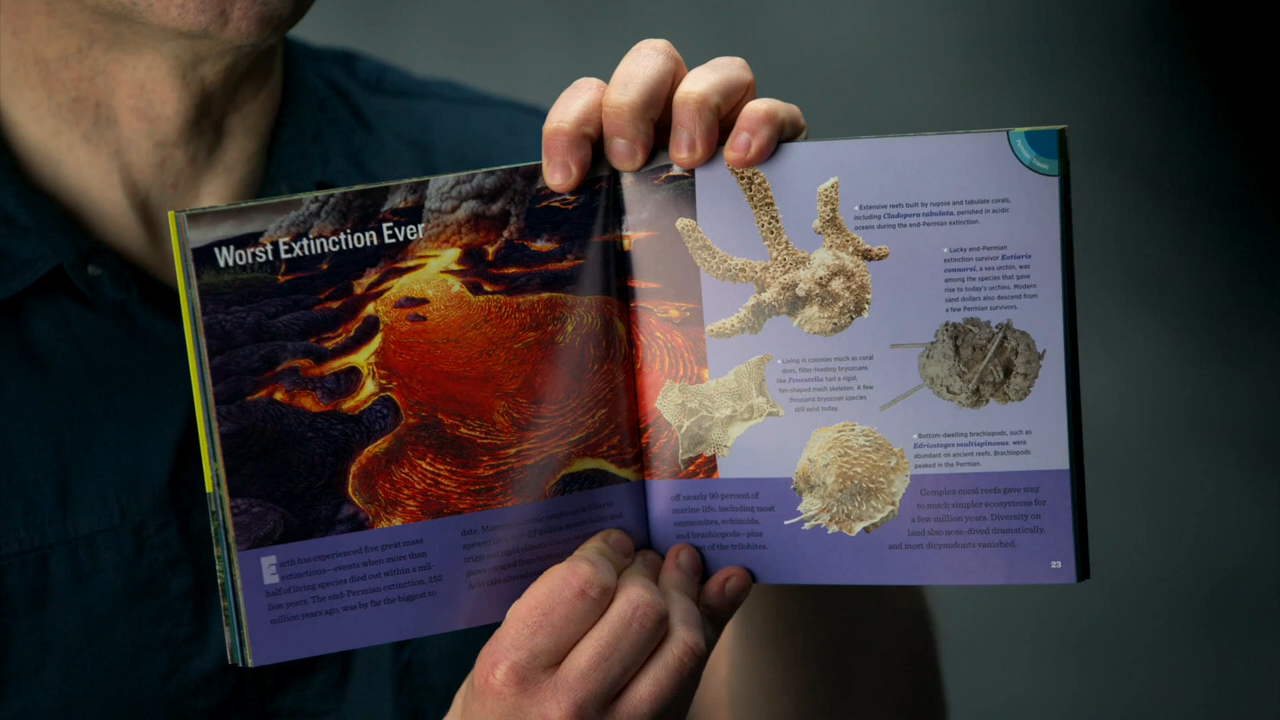 Worst Extinction Ever
Earth has experienced five great mass
extinctions—events when more than
half of living species died out within a mil-
lion years. The end-Permian extinction, 252
million years ago, was by far the biggest to
date. Massive
Extensive reefs built by rugose and tabulate corals,
including Cladopora tabulata, perished in acidic
oceans during the end-Permian extinction.
Lucky end-Permian
extinction survivor Eotiaris
connorsi, a sea urchin, was
among the species that gave
rise to today's urchins. Modern
sand dollars also descend from
a few Permian survivors.
Living in colonies much as coral
does, filter-feeding bryozoans
like Fenestella had a rigid,
fan-shaped mesh skeleton. A few
thousand bryozoan species
still exist today.
Bottom-dwelling brachiopods, such as
Edriosteges multispinosus, were
abundant on ancient reefs. Brachiopods
peaked in the Permian.
off nearly 90 percent of
marine life, including most
ammonites, echinoids,
and brachiopods—plus
of the trilobites.
Complex coral reefs gave way
to much simpler ecosystems for
a few million years. Diversity on
land also nose-dived dramatically,
and most dicynodonts vanished.
23